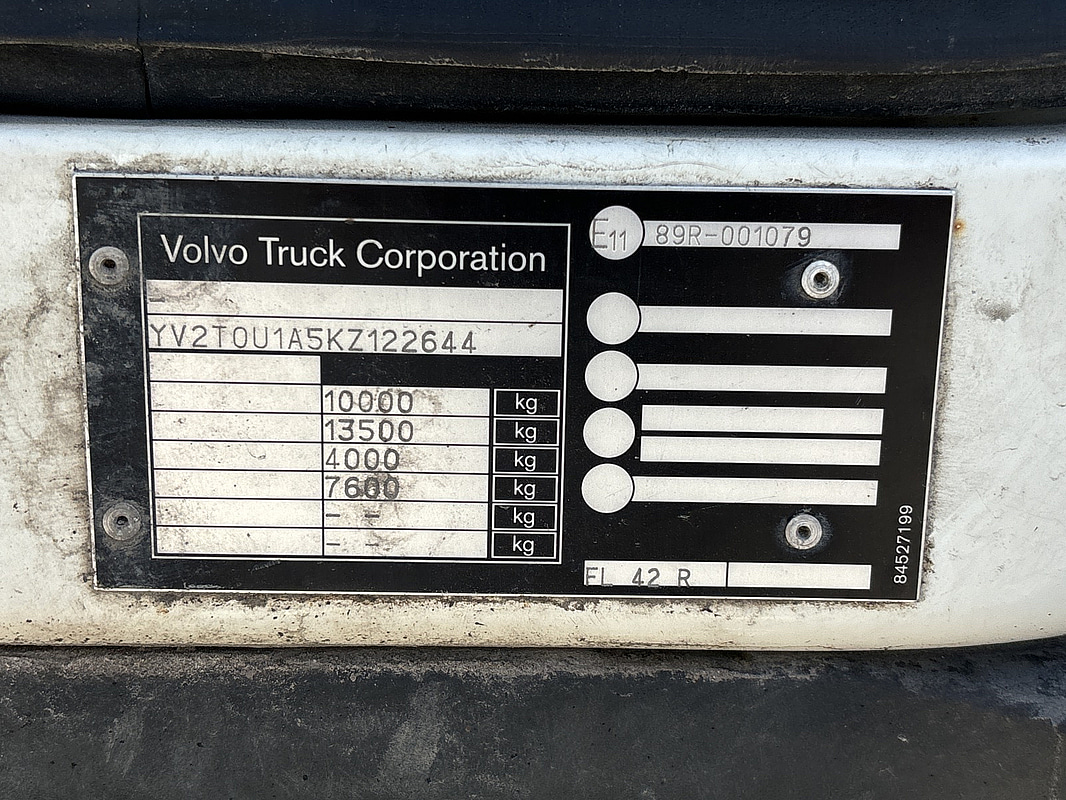 Volvo Truck Corporation
-
YV2T0U1A5KZ122644
10000 kg
13500 kg
4000 kg
7600 kg
- - kg
- - kg
E11 89R-001079
FL 42 R
84527199